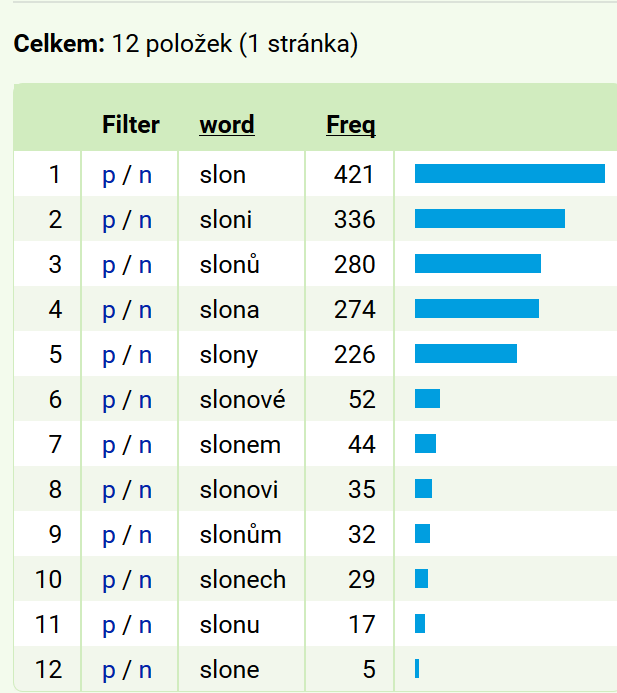 Celkem: 12 položek (1 stránka)
Filter word Freq
1 p / n slon 421
2 p / n sloni 336
3 p / n slonů 280
4 p / n slona 274
5 p / n slony 226
6 p / n slonové 52
7 p / n slonem 44
8 p / n slonovi 35
9 p / n slonům 32
10 p / n slonech 29
11 p / n slonu 17
12 p / n slone 5